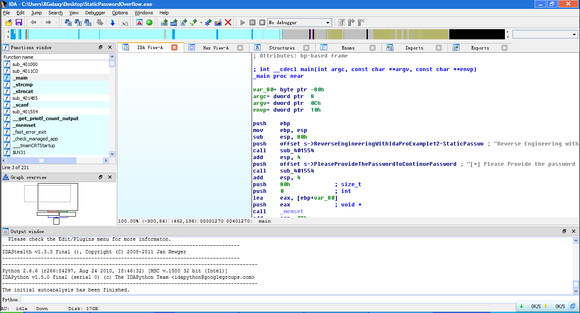 IDA - C:\Users\XGalaxy\Desktop\StaticPasswordOverflow.exe
File Edit Jump Search View Debugger Options Windows Help
No debugger
Functions window
Function name
sub_401000
sub_4011C0
_main
_strcmp
_strcat
sub_401485
_scanf
sub_401554
__get_printf_count_output
_memset
_fast_error_exit
_check_managed_app
___tmainCRTStartup
$LN31
Line 3 of 231
Graph overview
IDA View-A
Hex View-A
Structures
Enums
Imports
Exports
; Attributes: bp-based frame
; int __cdecl main(int argc, const char **argv, const char **envp)
_main proc near
var_80= byte ptr -80h
argc= dword ptr 8
argv= dword ptr 0Ch
envp= dword ptr 10h
push ebp
mov ebp, esp
sub esp, 80h
push offset s->ReverseEngineeringWithIdaProExample12-StaticPasswo ; "Reverse Engineering with
call sub_401554
add esp, 4
push offset s->PleaseProvideThePasswordToContinuePassword ; "[*] Please Provide the password
call sub_401554
add esp, 4
push 80h ; size_t
push 0 ; int
lea eax, [ebp+var_80]
push eax ; void *
call _memset
100.00% (-300,64) (462,196) 00001270 00401270: main
Output window
Please check the Edit/Plugins menu for more informaton.
IDAStealth v1.3.3 final (), Copyright (C) 2008-2011 Jan Newger
Python 2.6.6 (r266:84297, Aug 24 2010, 18:46:32) [MSC v.1500 32 bit (Intel)]
IDAPython v1.5.0 final (serial 0) (c) The IDAPython Team <idapython@googlegroups.com>
The initial autoanalysis has been finished.
Python
AU: idle Down Disk: 17GB
0K/S 0K/S